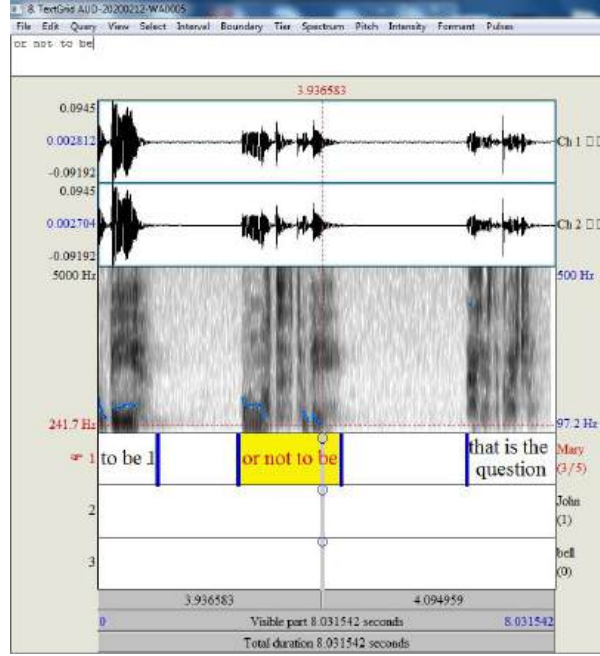 8. TextGrid AUD-20200212-WA0005
File Edit Query View Select Interval Boundary Tier Spectrum Pitch Intensity Formant Pulses
or not to be
3.936583
0.0945
0.002812
-0.09192
Ch 1
0.0945
0.002704
-0.09192
Ch 2
5000 Hz
500 Hz
241.7 Hz
97.2 Hz
1
to be 1
or not to be
that is the question
Mary
(3/5)
2
John
(1)
3
bell
(0)
3.936583
4.094959
0
Visible part 8.031542 seconds
8.031542
Total duration 8.031542 seconds